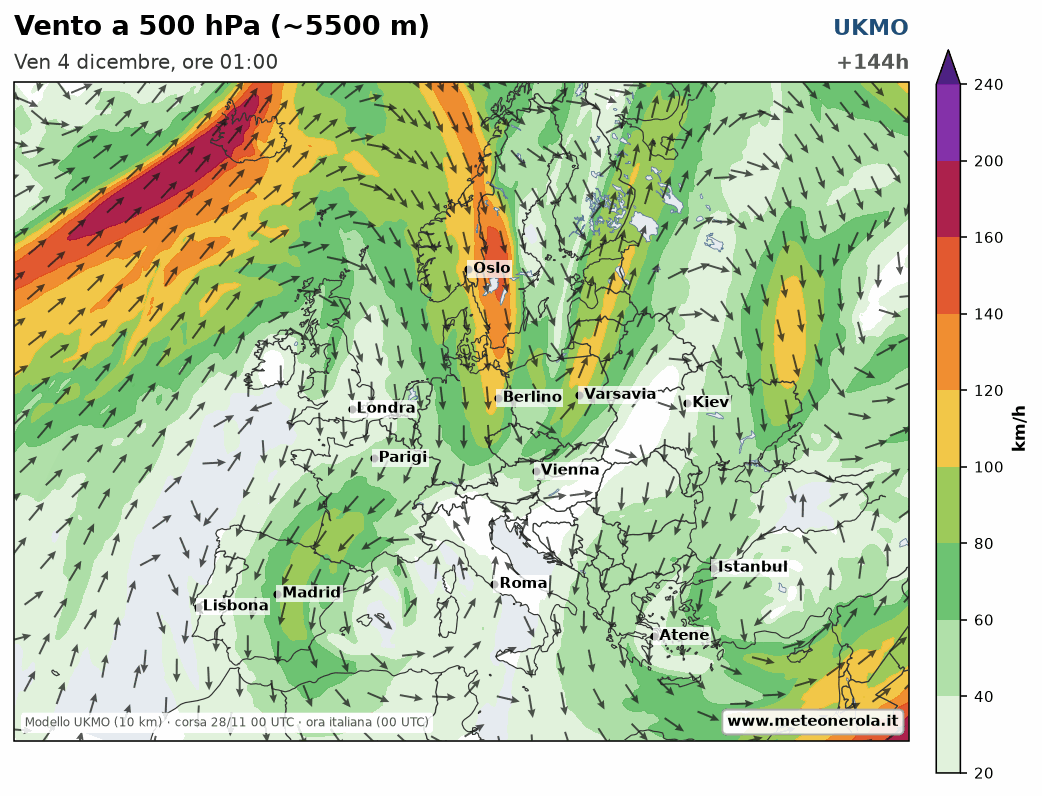 Vento a 500 hPa (~5500 m)
UKMO
Ven 4 dicembre, ore 01:00
+144h
240
200
160
140
120
100
80
60
40
20
km/h
Oslo
Berlino
Varsavia
Kiev
Londra
Parigi
Vienna
Istanbul
Roma
Madrid
Lisbona
Atene
Modello UKMO (10 km) · corsa 28/11 00 UTC · ora italiana (00 UTC)
www.meteonerola.it